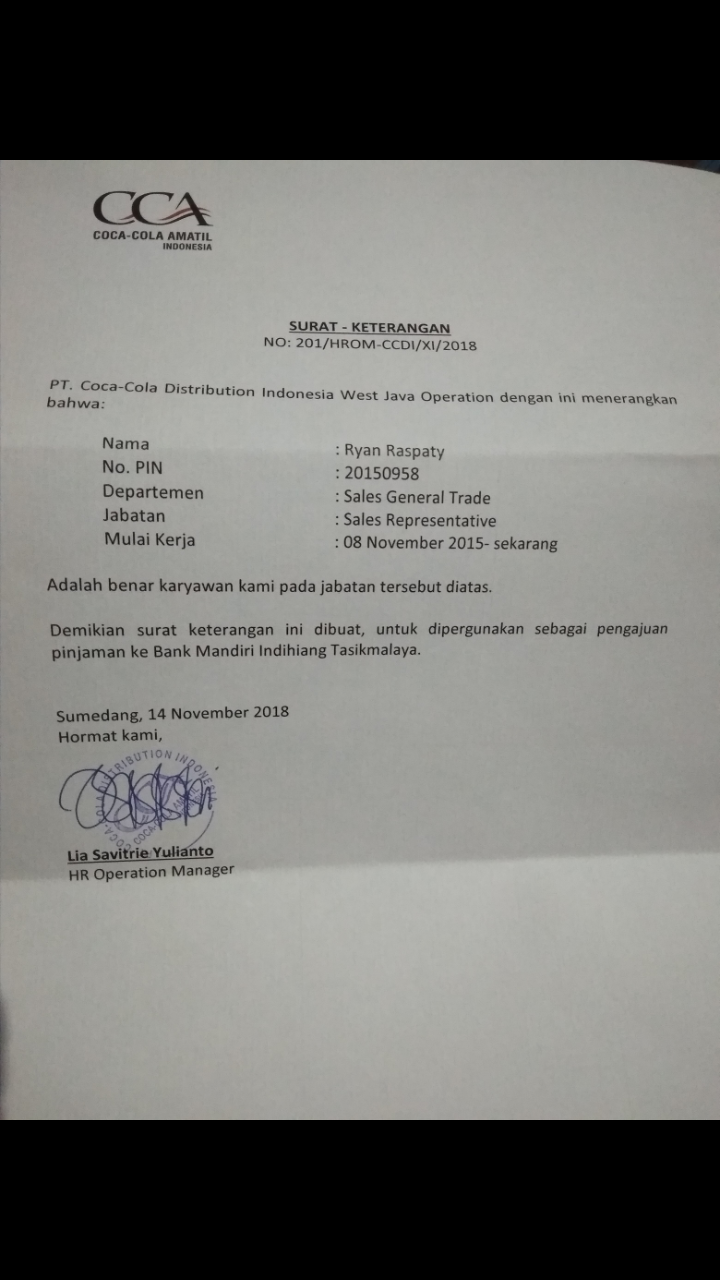 CCA
COCA-COLA AMATIL
INDONESIA
SURAT - KETERANGAN
NO: 201/HROM-CCDI/XI/2018
PT. Coca-Cola Distribution Indonesia West Java Operation dengan ini menerangkan
bahwa:
Nama : Ryan Raspaty
No. PIN : 20150958
Departemen : Sales General Trade
Jabatan : Sales Representative
Mulai Kerja : 08 November 2015- sekarang
Adalah benar karyawan kami pada jabatan tersebut diatas.
Demikian surat keterangan ini dibuat, untuk dipergunakan sebagai pengajuan
pinjaman ke Bank Mandiri Indihiang Tasikmalaya.
Sumedang, 14 November 2018
Hormat kami,
COCA-COLA DISTRIBUTION INDONESIA
Lia Savitrie Yulianto
HR Operation Manager